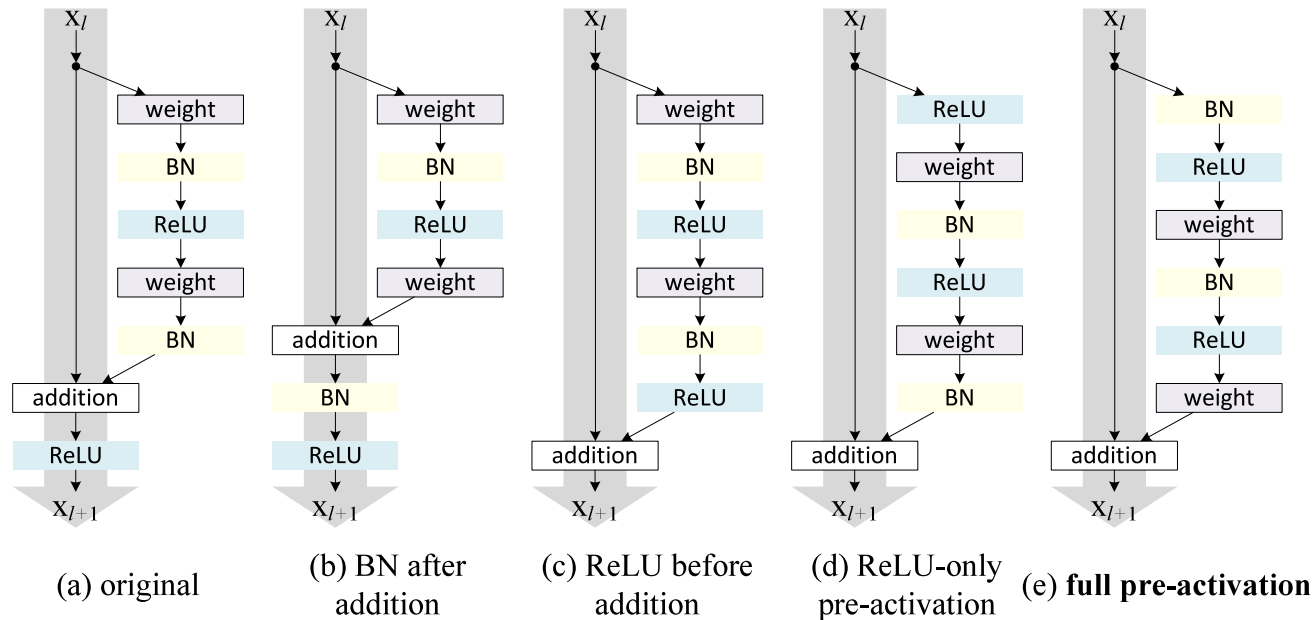 x_l
weight
BN
ReLU
weight
BN
addition
ReLU
x_{l+1}
(a) original
x_l
weight
BN
ReLU
weight
addition
BN
ReLU
x_{l+1}
(b) BN after
addition
x_l
weight
BN
ReLU
weight
BN
ReLU
addition
x_{l+1}
(c) ReLU before
addition
x_l
ReLU
weight
BN
ReLU
weight
BN
addition
x_{l+1}
(d) ReLU-only
pre-activation
x_l
BN
ReLU
weight
BN
ReLU
weight
addition
x_{l+1}
(e) full pre-activation